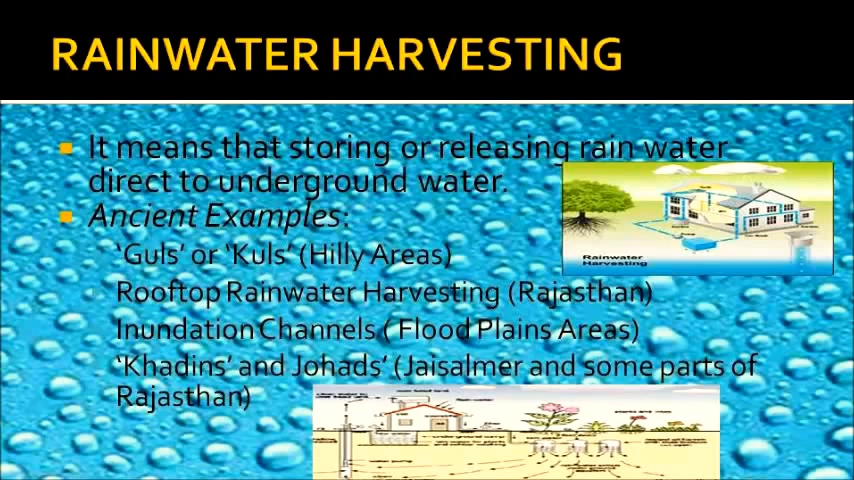 RAINWATER HARVESTING
It means that storing or releasing rain water
direct to underground water.
Ancient Examples:
‘Guls’ or ‘Kuls’ (Hilly Areas)
Rooftop Rainwater Harvesting (Rajasthan)
Inundation Channels ( Flood Plains Areas)
‘Khadins’ and Johads’ (Jaisalmer and some parts of
Rajasthan)
Rainwater
Harvesting